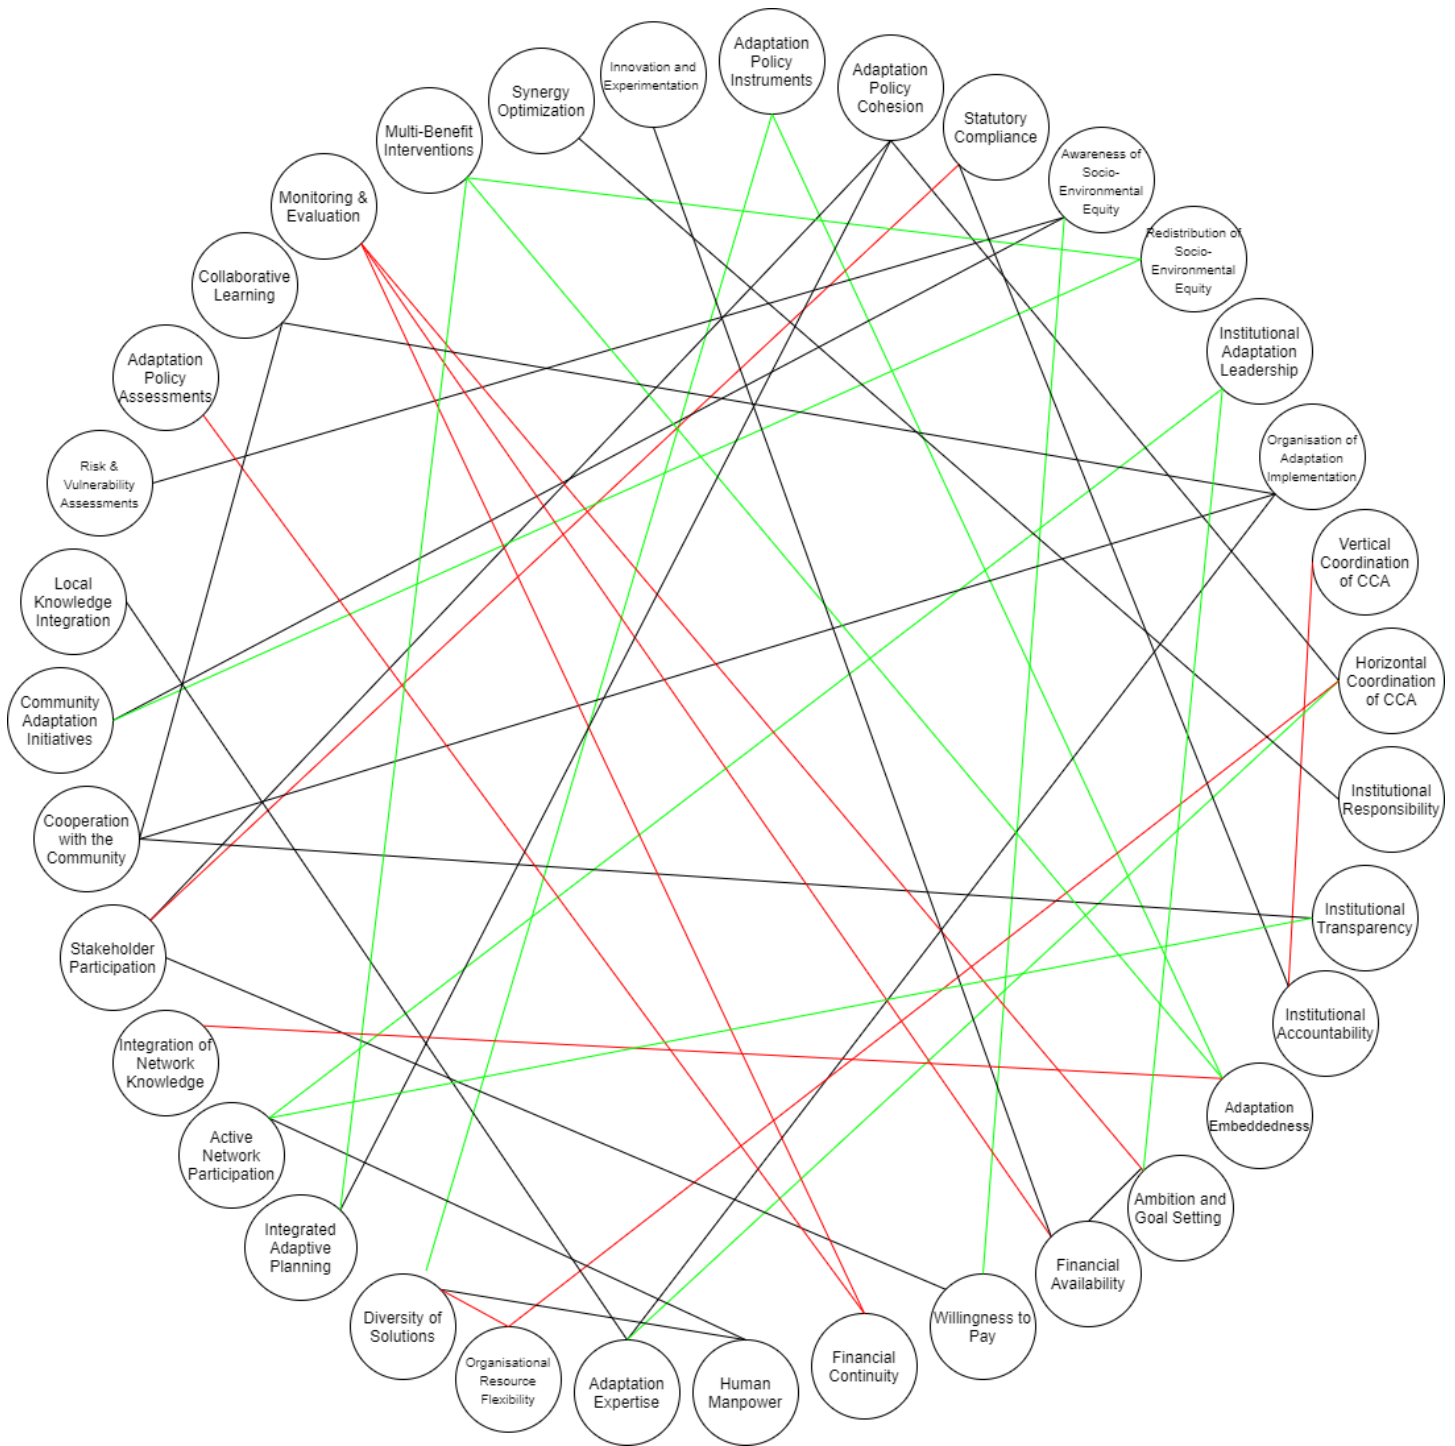 Adaptation
Policy
Instruments
Adaptation
Policy
Cohesion
Statutory
Compliance
Awareness of
Socio-
Environmental
Equity
Redistribution of
Socio-
Environmental
Equity
Institutional
Adaptation
Leadership
Organisation of
Adaptation
Implementation
Vertical
Coordination
of CCA
Horizontal
Coordination
of CCA
Institutional
Responsibility
Institutional
Transparency
Institutional
Accountability
Adaptation
Embeddedness
Ambition and
Goal Setting
Financial
Availability
Willingness to
Pay
Financial
Continuity
Human
Manpower
Adaptation
Expertise
Organisational
Resource
Flexibility
Diversity of
Solutions
Integrated
Adaptive
Planning
Active
Network
Participation
Integration of
Network
Knowledge
Stakeholder
Participation
Cooperation
with the
Community
Community
Adaptation
Initiatives
Local
Knowledge
Integration
Risk &
Vulnerability
Assessments
Adaptation
Policy
Assessments
Collaborative
Learning
Monitoring &
Evaluation
Multi-Benefit
Interventions
Synergy
Optimization
Innovation and
Experimentation